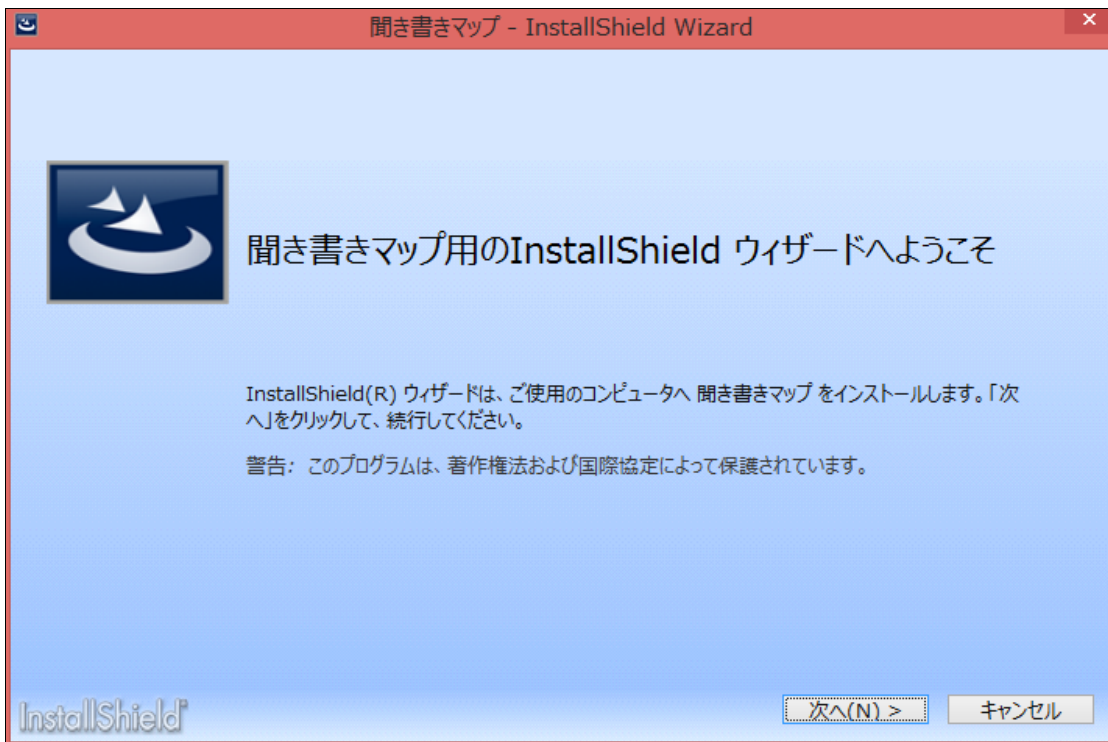 聞き書きマップ - InstallShield Wizard
聞き書きマップ用のInstallShield ウィザードへようこそ
InstallShield(R) ウィザードは、ご使用のコンピュータへ 聞き書きマップ をインストールします。「次
へ」をクリックして、続行してください。
警告: このプログラムは、著作権法および国際協定によって保護されています。
InstallShield®
次へ(N) >
キャンセル